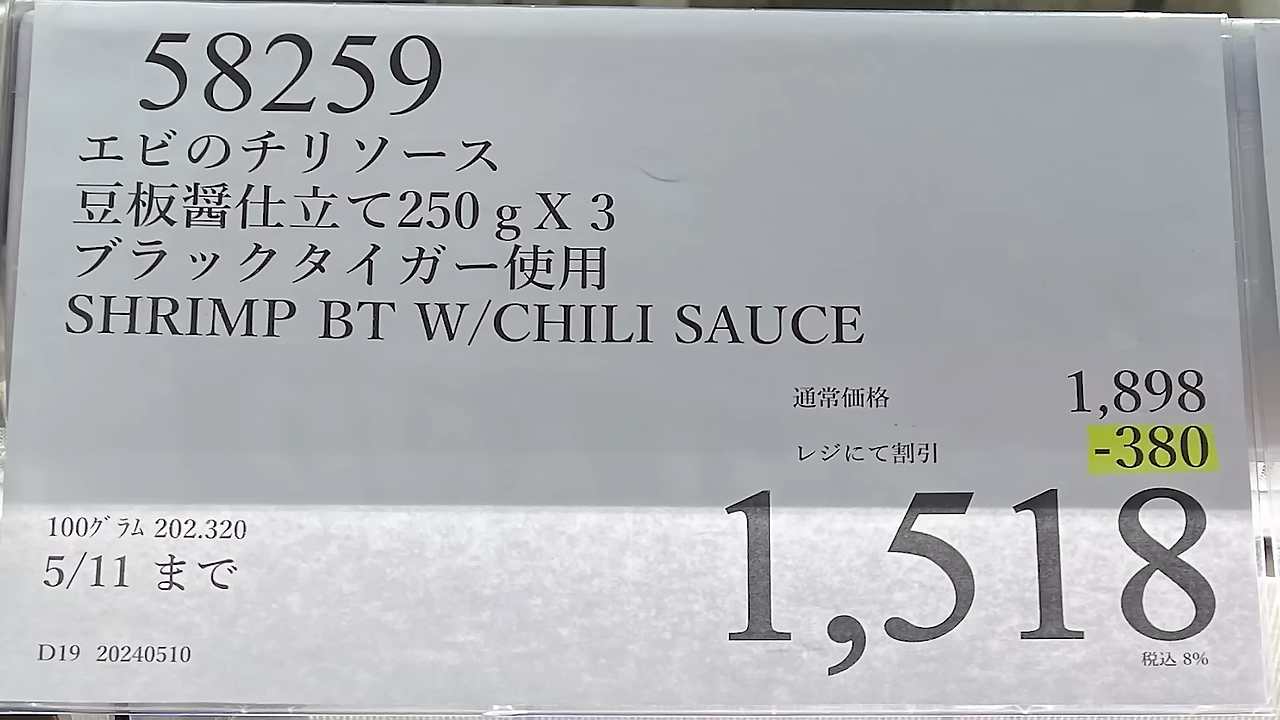 58259
エビのチリソース
豆板醤仕立て250ｇX 3
ブラックタイガー使用
SHRIMP BT W/CHILI SAUCE
通常価格 1,898
レジにて割引 -380
1,518
100ｸﾞﾗﾑ 202.320
5/11 まで
D19 20240510
税込 8%